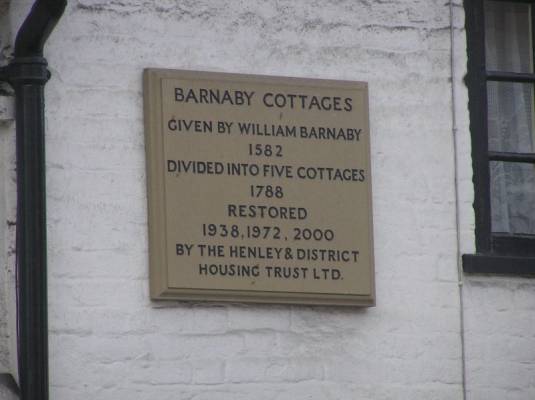 BARNABY COTTAGES
GIVEN BY WILLIAM BARNABY
1582
DIVIDED INTO FIVE COTTAGES
1788
RESTORED
1938, 1972, 2000
BY THE HENLEY & DISTRICT
HOUSING TRUST LTD.